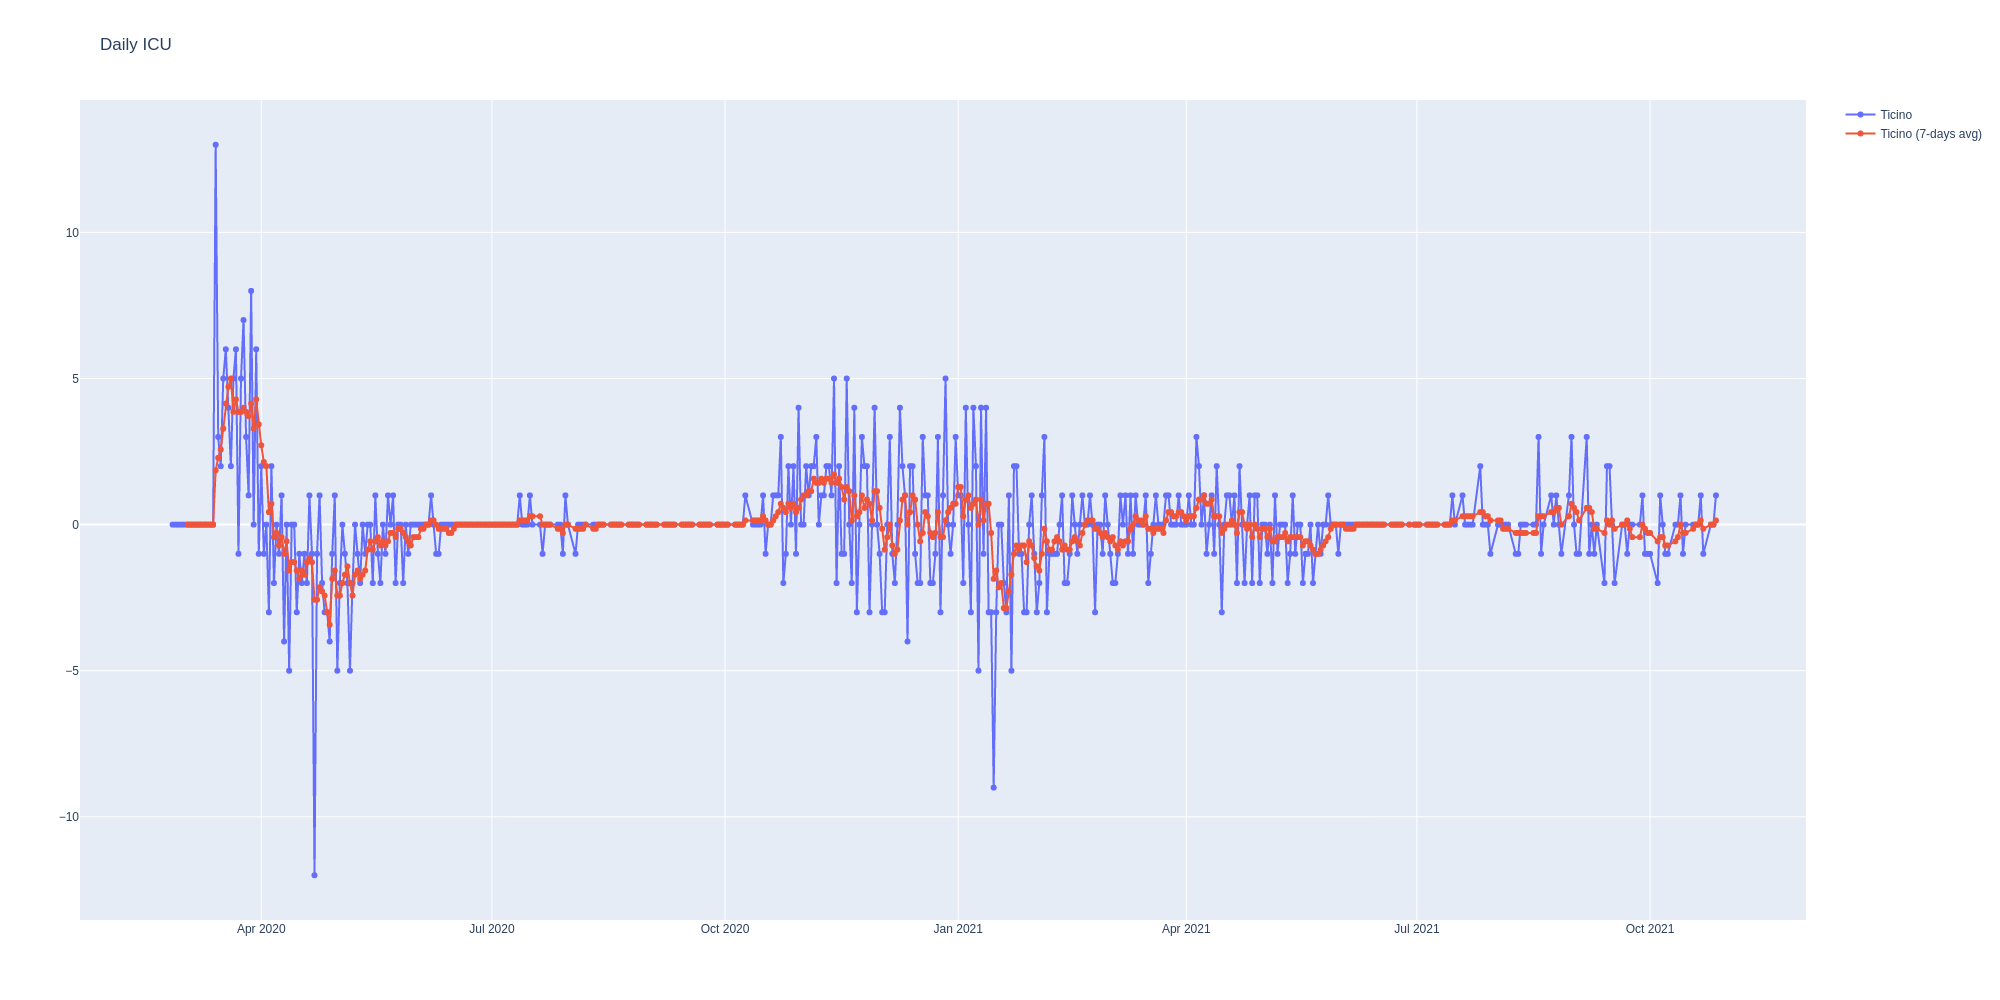 Daily ICU
Ticino
Ticino (7-days avg)
10
5
0
−5
−10
Apr 2020
Jul 2020
Oct 2020
Jan 2021
Apr 2021
Jul 2021
Oct 2021